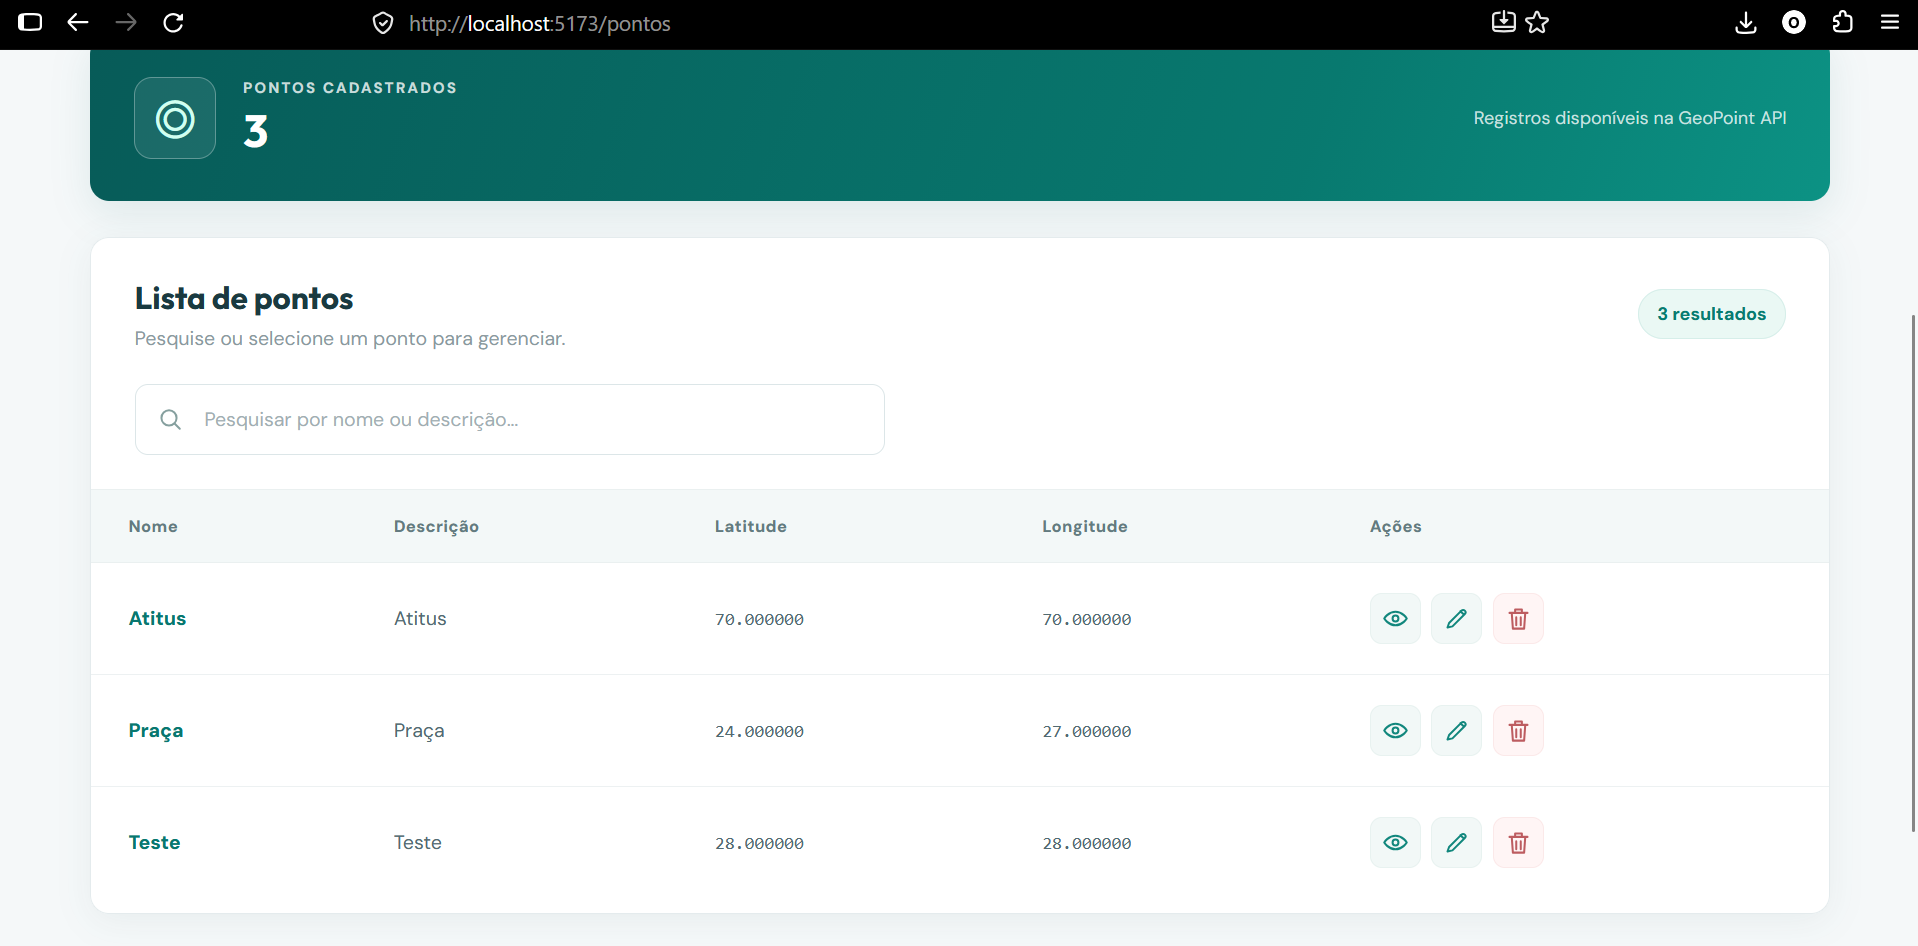 http://localhost:5173/pontos
PONTOS CADASTRADOS
3
Registros disponíveis na GeoPoint API
Lista de pontos
Pesquise ou selecione um ponto para gerenciar.
3 resultados
Pesquisar por nome ou descrição...
Nome Descrição Latitude Longitude Ações
Atitus Atitus 70.000000 70.000000
Praça Praça 24.000000 27.000000
Teste Teste 28.000000 28.000000